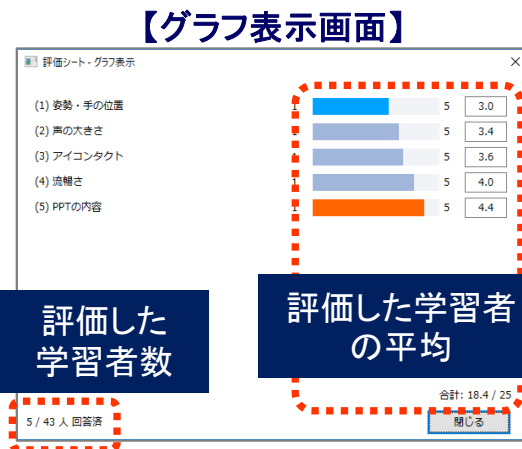 【グラフ表示画面】
評価シート - グラフ表示
×
(1) 姿勢・手の位置 1 5 3.0
(2) 声の大きさ 1 5 3.4
(3) アイコンタクト 1 5 3.6
(4) 流暢さ 1 5 4.0
(5) PPTの内容 1 5 4.4
評価した
学習者数
評価した学習者
の平均
合計: 18.4 / 25
5 / 43 人 回答済
閉じる